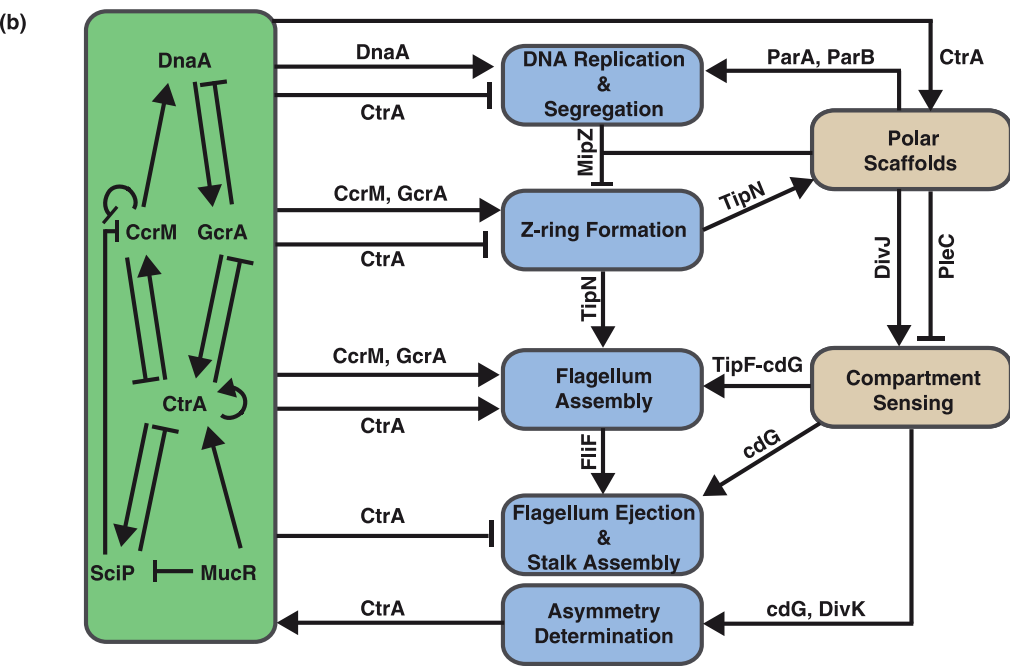 (b)
DnaA
CcrM
GcrA
CtrA
SciP
MucR
DnaA
CtrA
CcrM, GcrA
CtrA
CcrM, GcrA
CtrA
CtrA
CtrA
DNA Replication
&
Segregation
MipZ
Z-ring Formation
TipN
Flagellum
Assembly
FliF
Flagellum Ejection
&
Stalk Assembly
Asymmetry
Determination
ParA, ParB
CtrA
Polar
Scaffolds
TipN
DivJ
PleC
Compartment
Sensing
TipF-cdG
cdG
cdG, DivK